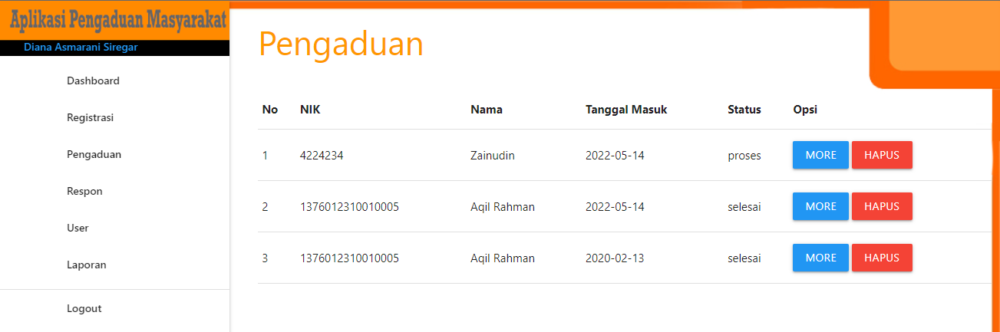 Aplikasi Pengaduan Masyarakat
Diana Asmarani Siregar
Dashboard
Registrasi
Pengaduan
Respon
User
Laporan
Logout
Pengaduan
No NIK Nama Tanggal Masuk Status Opsi
1 4224234 Zainudin 2022-05-14 proses MORE HAPUS
2 1376012310010005 Aqil Rahman 2022-05-14 selesai MORE HAPUS
3 1376012310010005 Aqil Rahman 2020-02-13 selesai MORE HAPUS